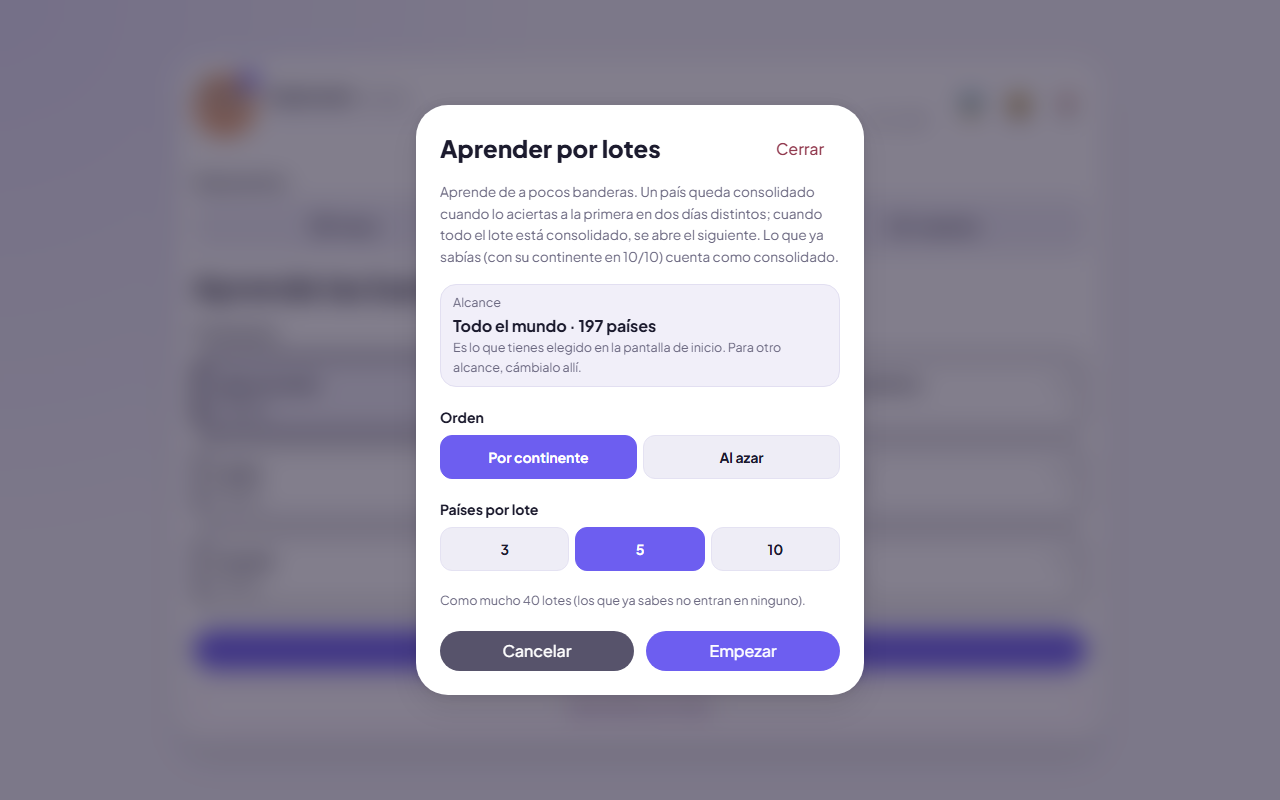 Aprender por lotes
Cerrar
Aprende de a pocos banderas. Un país queda consolidado
cuando lo aciertas a la primera en dos días distintos; cuando
todo el lote está consolidado, se abre el siguiente. Lo que ya
sabías (con su continente en 10/10) cuenta como consolidado.
Alcance
Todo el mundo · 197 países
Es lo que tienes elegido en la pantalla de inicio. Para otro
alcance, cámbialo allí.
Orden
Por continente
Al azar
Países por lote
3
5
10
Como mucho 40 lotes (los que ya sabes no entran en ninguno).
Cancelar
Empezar